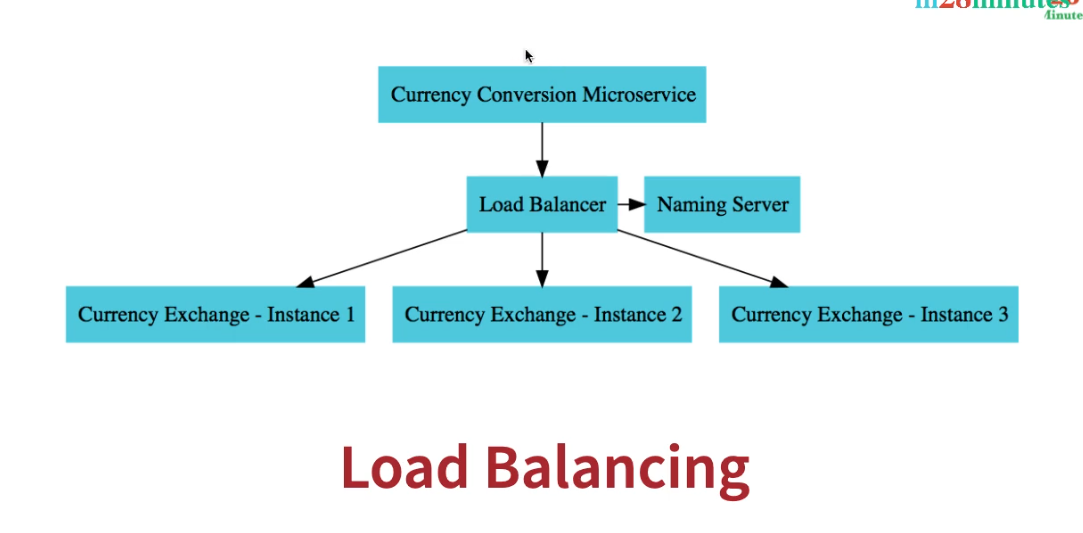 Minute
Currency Conversion Microservice
Load Balancer
Naming Server
Currency Exchange - Instance 1
Currency Exchange - Instance 2
Currency Exchange - Instance 3
Load Balancing